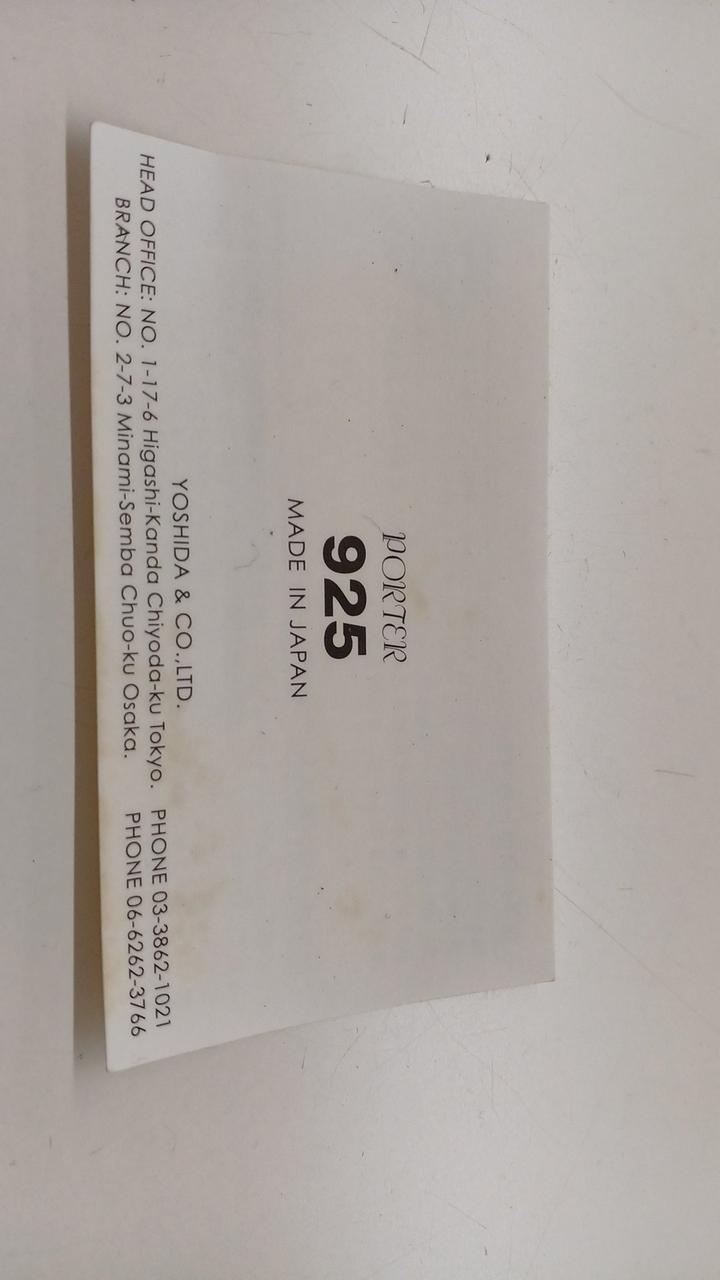 PORTER
925
MADE IN JAPAN
YOSHIDA & CO.,LTD.
HEAD OFFICE: NO. 1-17-6 Higashi-Kanda Chiyoda-ku Tokyo. PHONE 03-3862-1021
BRANCH: NO. 2-7-3 Minami-Semba Chuo-ku Osaka. PHONE 06-6262-3766